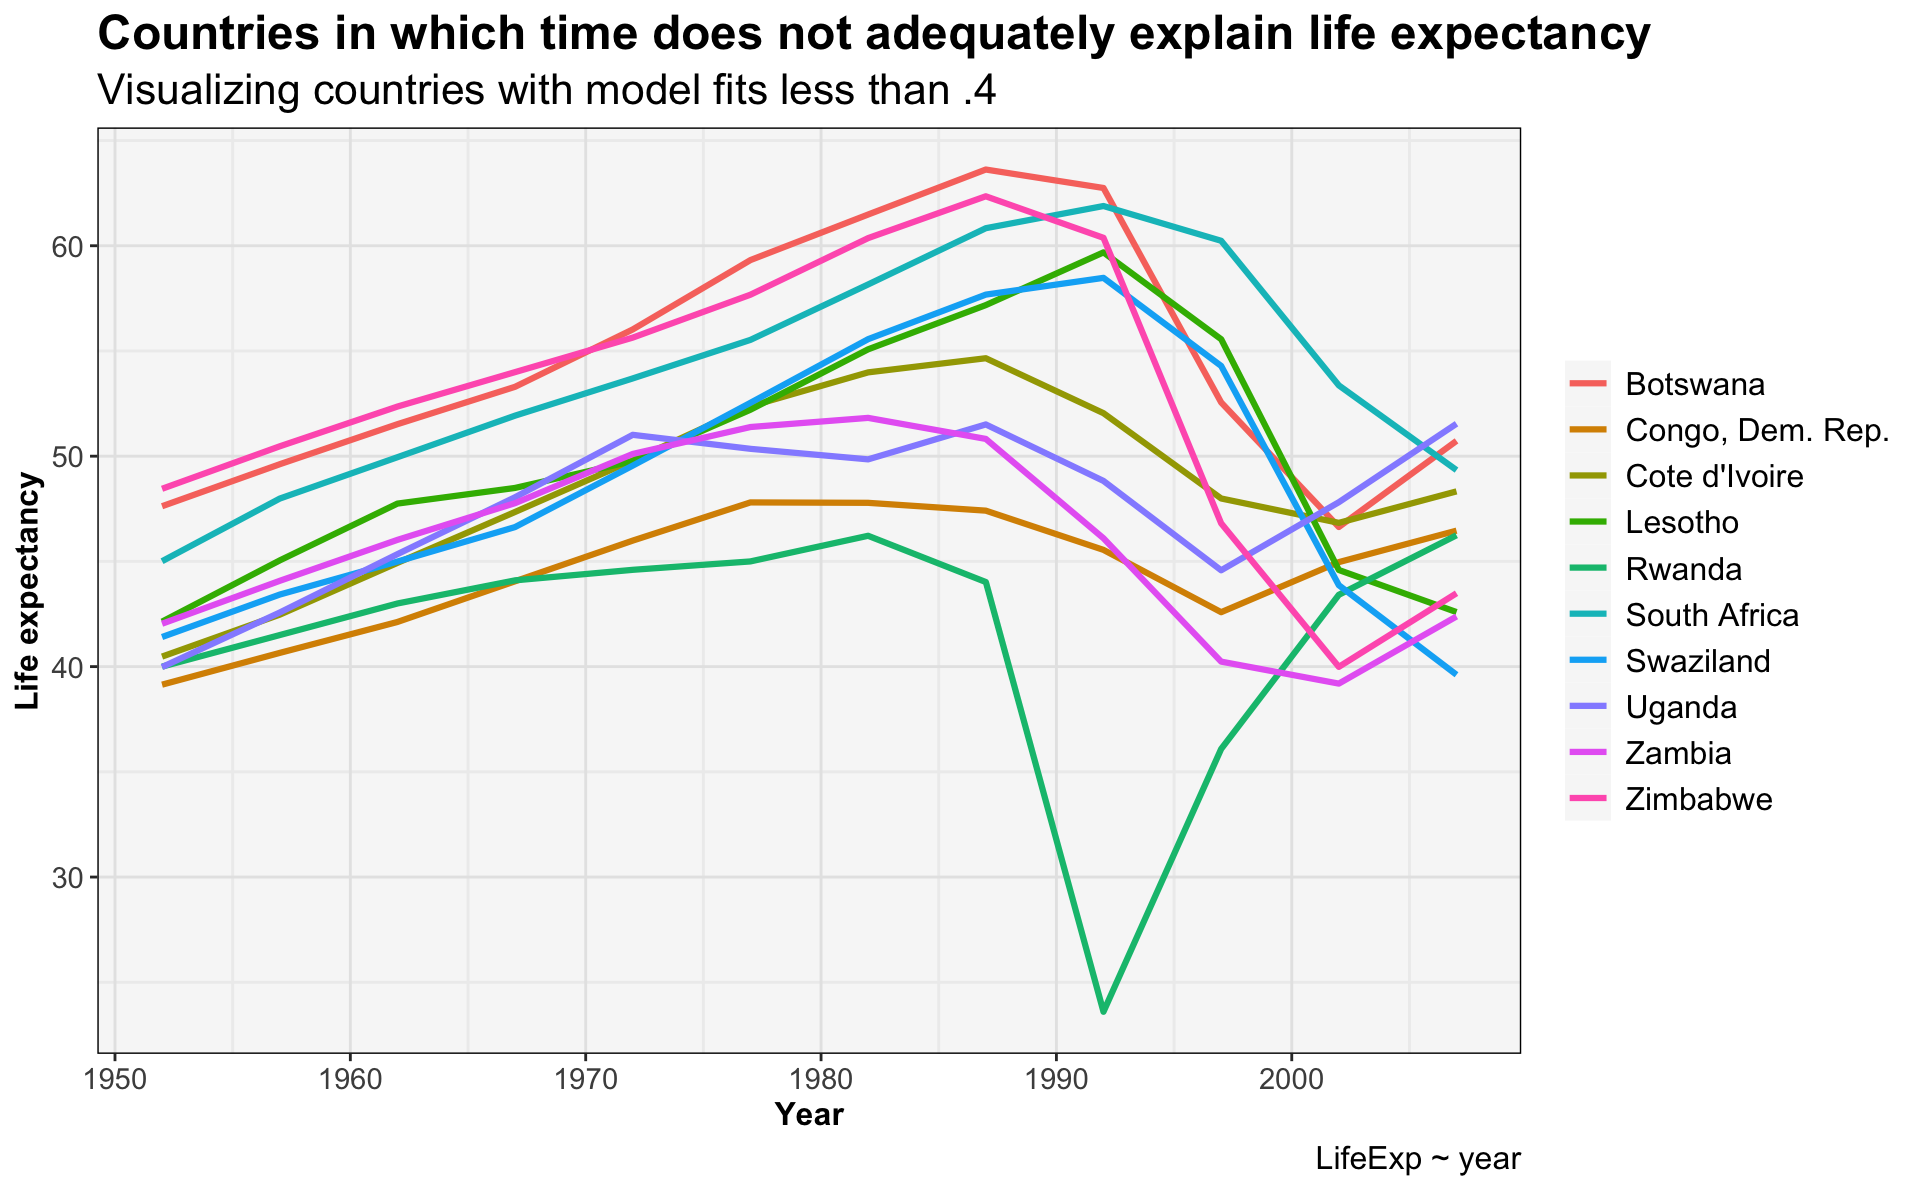 Countries in which time does not adequately explain life expectancy
Visualizing countries with model fits less than .4
Life expectancy
60
50
40
30
1950 1960 1970 1980 1990 2000
Year
Botswana
Congo, Dem. Rep.
Cote d'Ivoire
Lesotho
Rwanda
South Africa
Swaziland
Uganda
Zambia
Zimbabwe
LifeExp ~ year